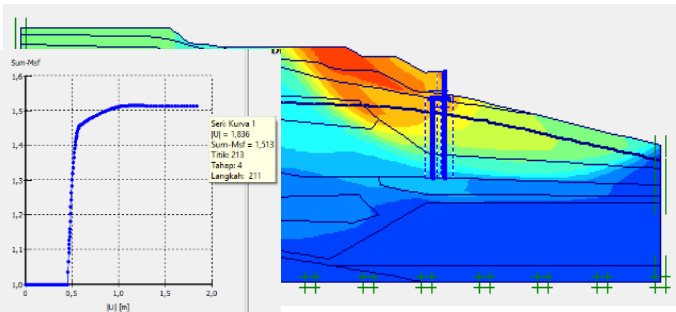 Sum-Msf
1,6
1,5
1,4
1,3
1,2
1,1
1,0
0
0,5
1,0
1,5
2,0
|U| [m]
Seri: Kurva 1
|U| = 1,836
Sum-Msf = 1,513
Titik: 213
Tahap: 4
Langkah: 211